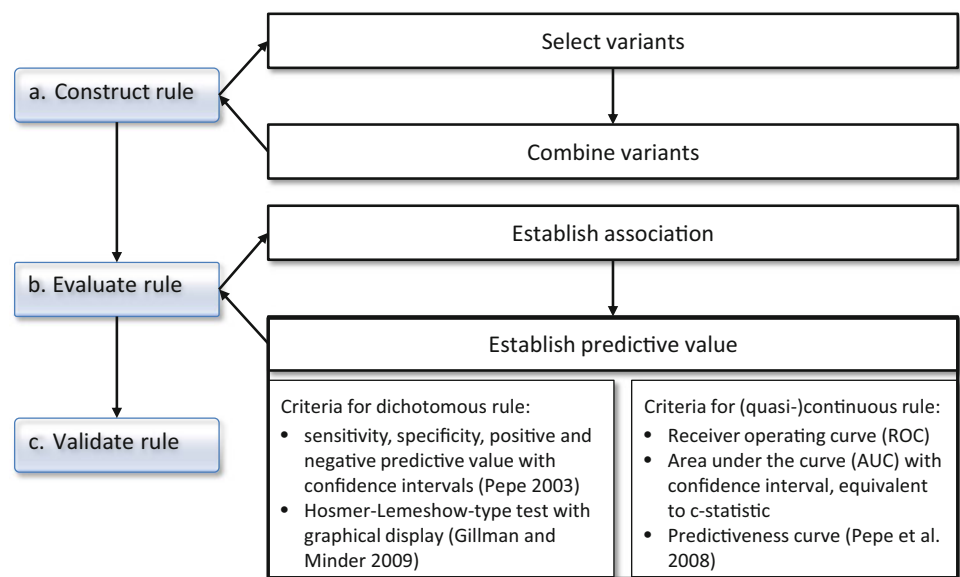 Select variants
a. Construct rule
Combine variants
Establish association
b. Evaluate rule
Establish predictive value
c. Validate rule
Criteria for dichotomous rule:
• sensitivity, specificity, positive and
negative predictive value with
confidence intervals (Pepe 2003)
• Hosmer-Lemeshow-type test with
graphical display (Gillman and
Minder 2009)
Criteria for (quasi-)continuous rule:
• Receiver operating curve (ROC)
• Area under the curve (AUC) with
confidence interval, equivalent
to c-statistic
• Predictiveness curve (Pepe et al.
2008)